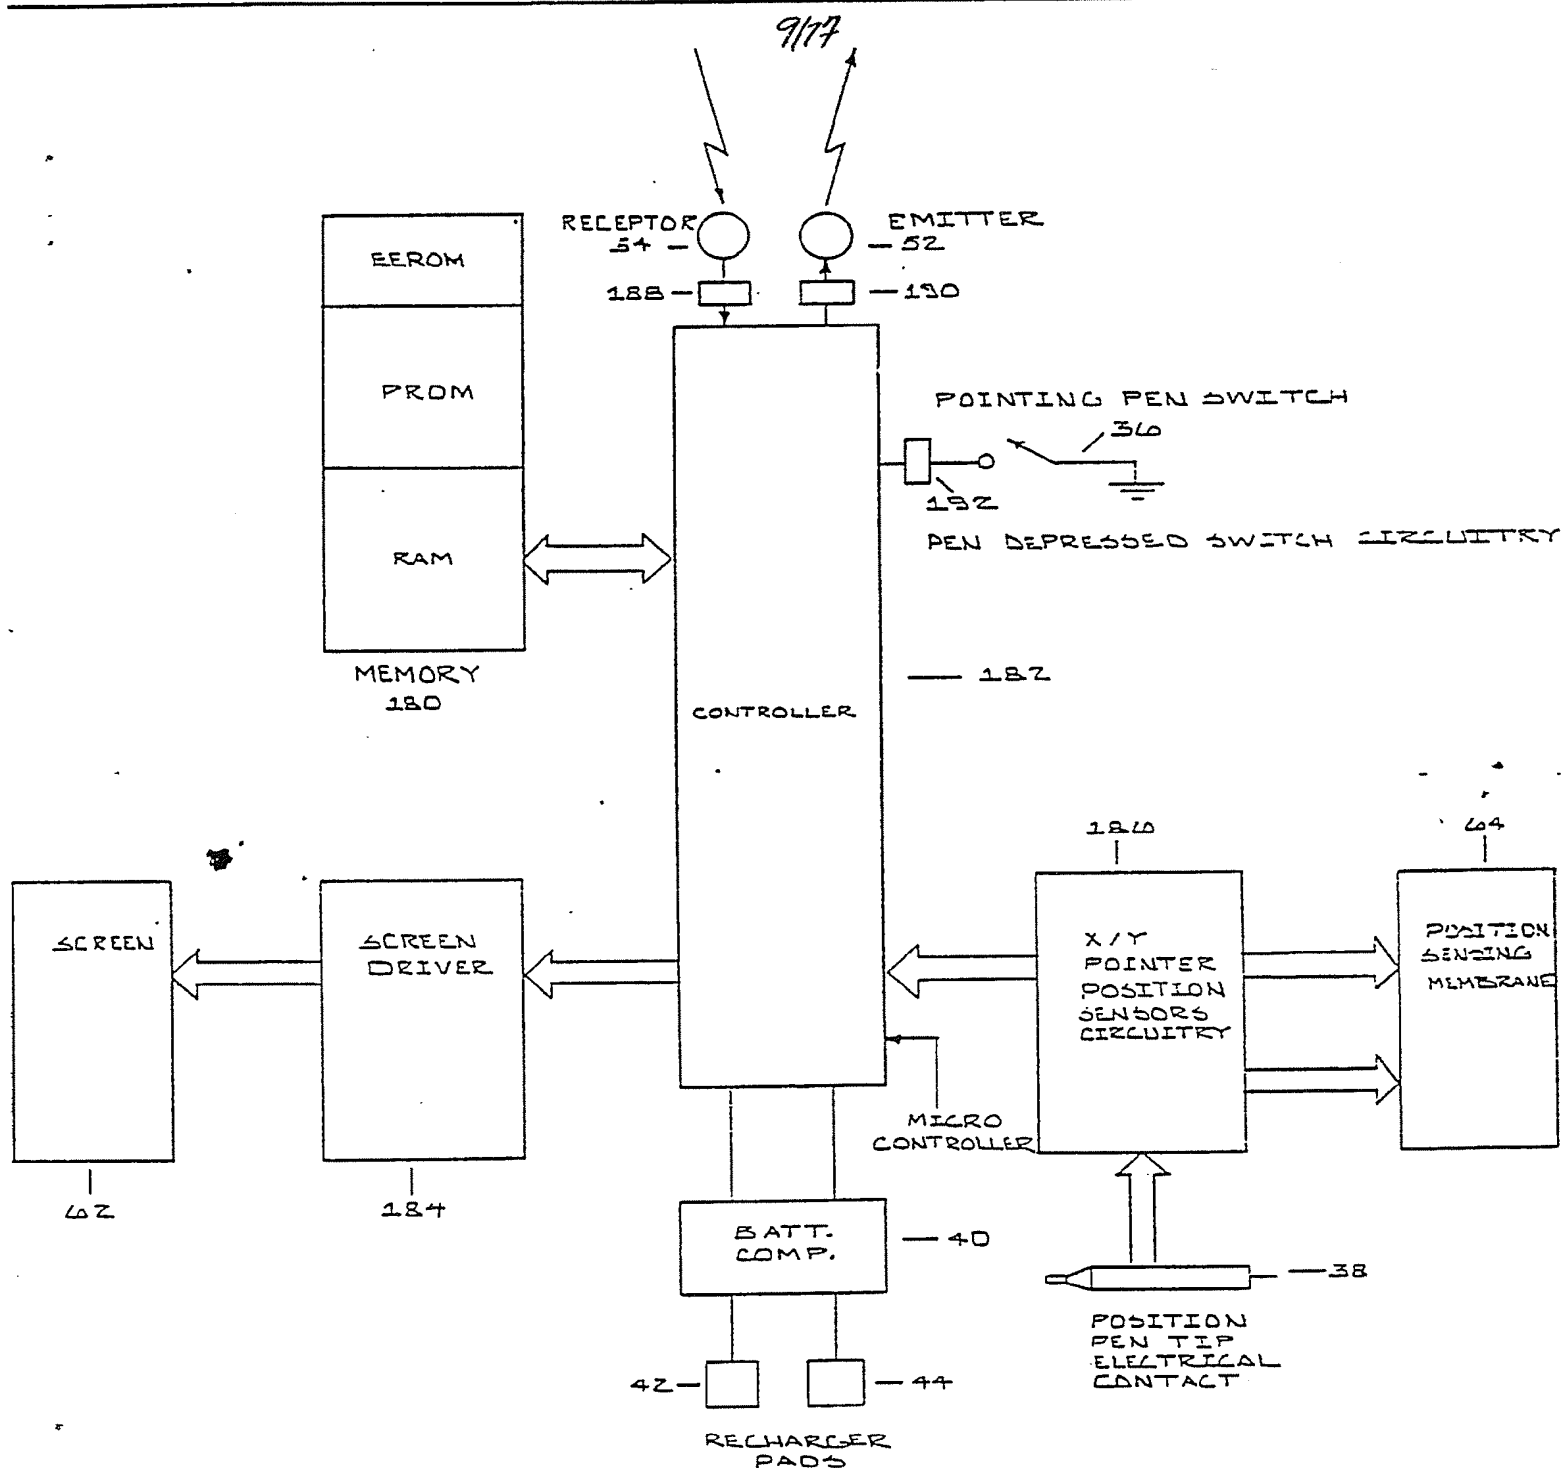 9/17
RECEPTOR
54
EMITTER
52
188
190
EEROM
PROM
RAM
MEMORY
180
POINTING PEN SWITCH
36
192
PEN DEPRESSED SWITCH CIRCUITRY
182
CONTROLLER
SCREEN
62
SCREEN
DRIVER
184
186
X/Y
POINTER
POSITION
SENSORS
CIRCUITRY
64
POSITION
SENSING
MEMBRANE
MICRO
CONTROLLER
BATT.
COMP.
40
38
POSITION
PEN TIP
ELECTRICAL
CONTACT
42
44
RECHARGER
PADS